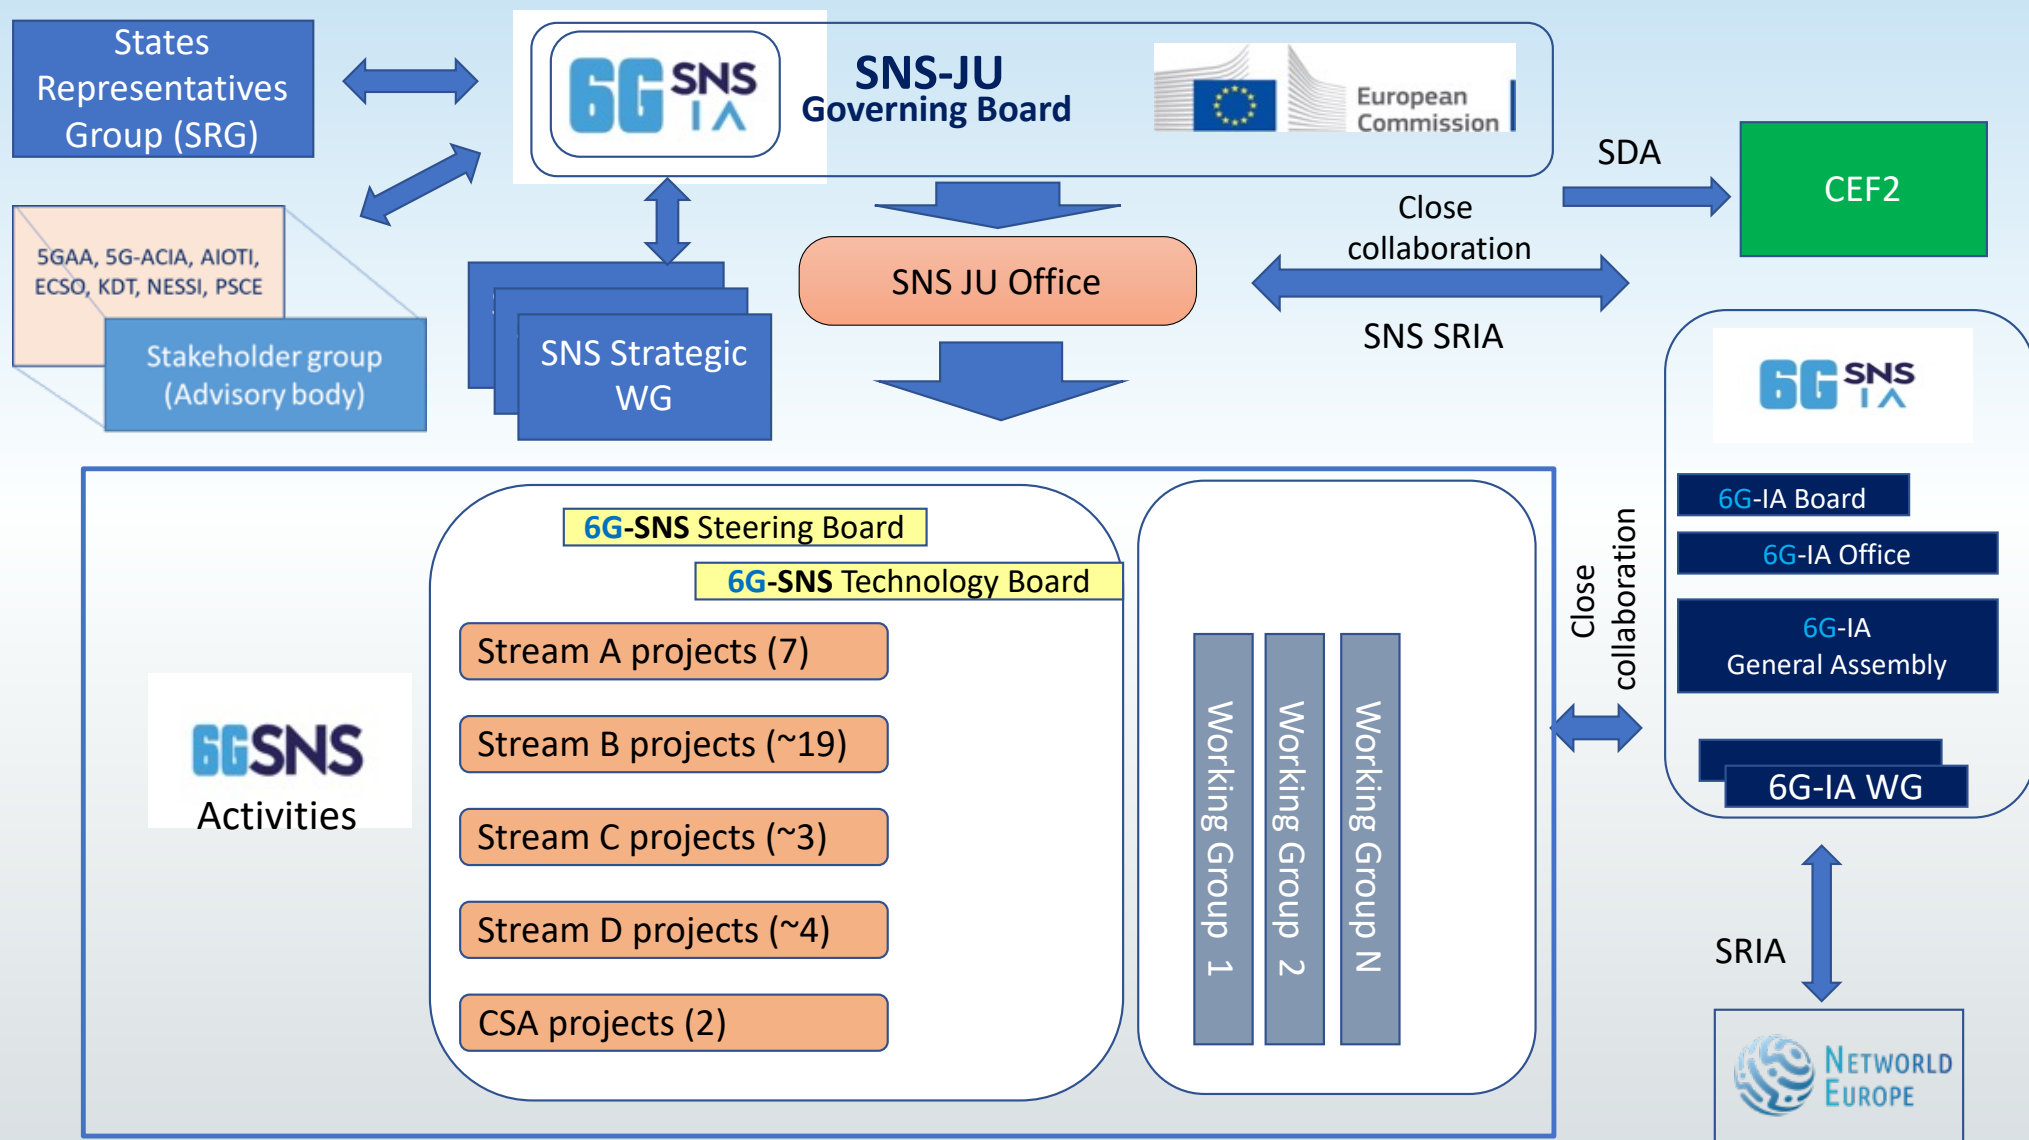 States
Representatives
Group (SRG)
6G SNS
IA
SNS-JU
Governing Board
European
Commission
SDA
CEF2
5GAA, 5G-ACIA, AIOTI,
ECSO, KDT, NESSI, PSCE
Stakeholder group
(Advisory body)
SNS Strategic
WG
SNS JU Office
Close
collaboration
SNS SRIA
6G SNS
IA
6G-IA Board
6G-IA Office
6G-IA
General Assembly
6G-IA WG
Close
collaboration
6G-SNS Steering Board
6G-SNS Technology Board
Stream A projects (7)
Stream B projects (~19)
Stream C projects (~3)
Stream D projects (~4)
CSA projects (2)
6GSNS
Activities
Working Group 1
Working Group 2
Working Group N
SRIA
NETWORLD
EUROPE